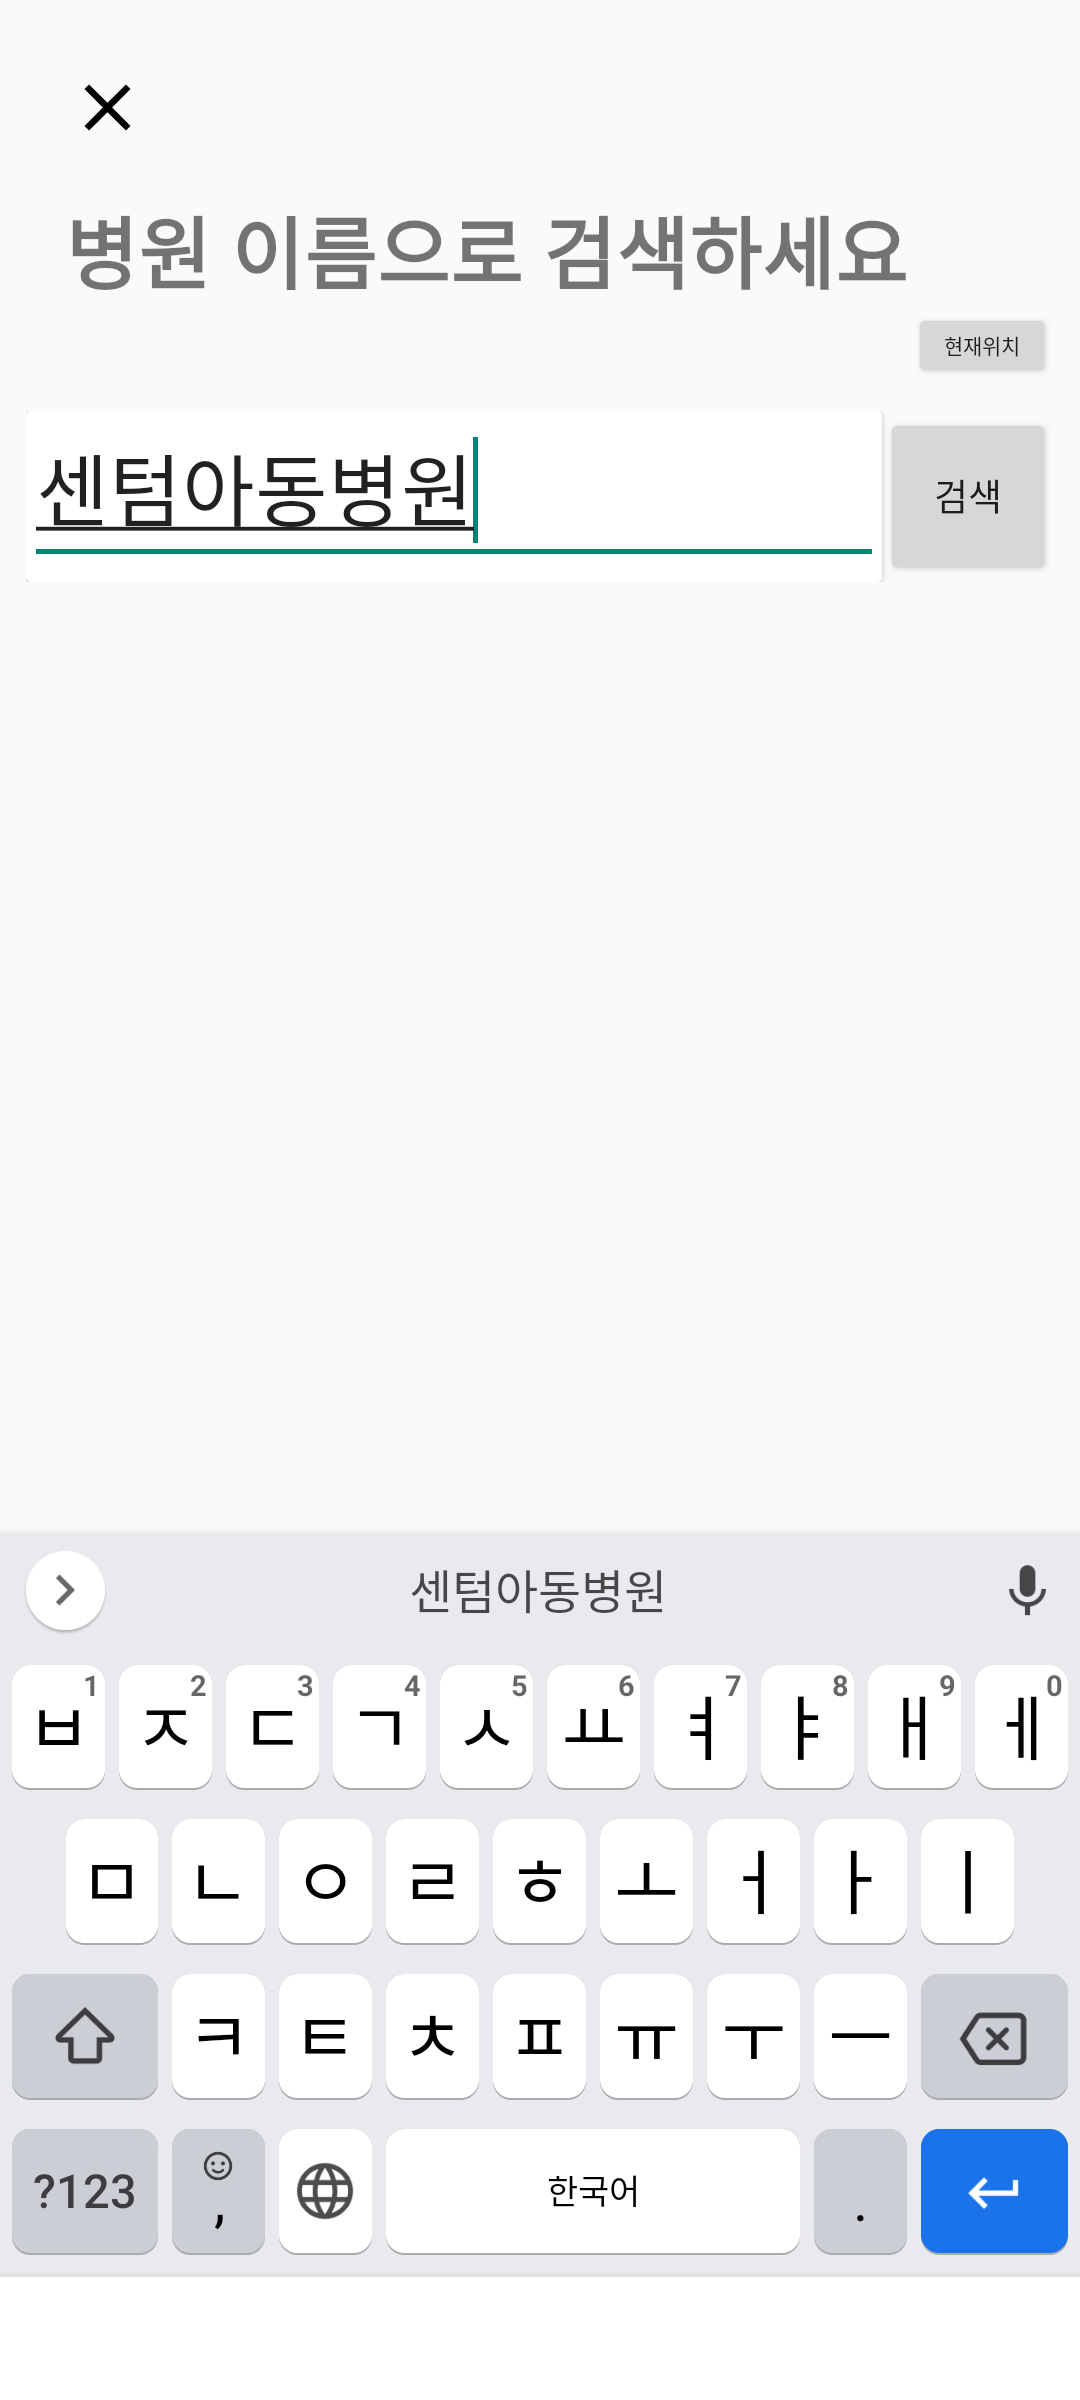 병원 이름으로 검색하세요
현재위치
센텀아동병원
검색
센텀아동병원
1 2 3 4 5 6 7 8 9 0
ㅂ ㅈ ㄷ ㄱ ㅅ ㅛ ㅕ ㅑ ㅐ ㅔ
ㅁ ㄴ ㅇ ㄹ ㅎ ㅗ ㅓ ㅏ ㅣ
ㅋ ㅌ ㅊ ㅍ ㅠ ㅜ ㅡ
?123 , 한국어 .